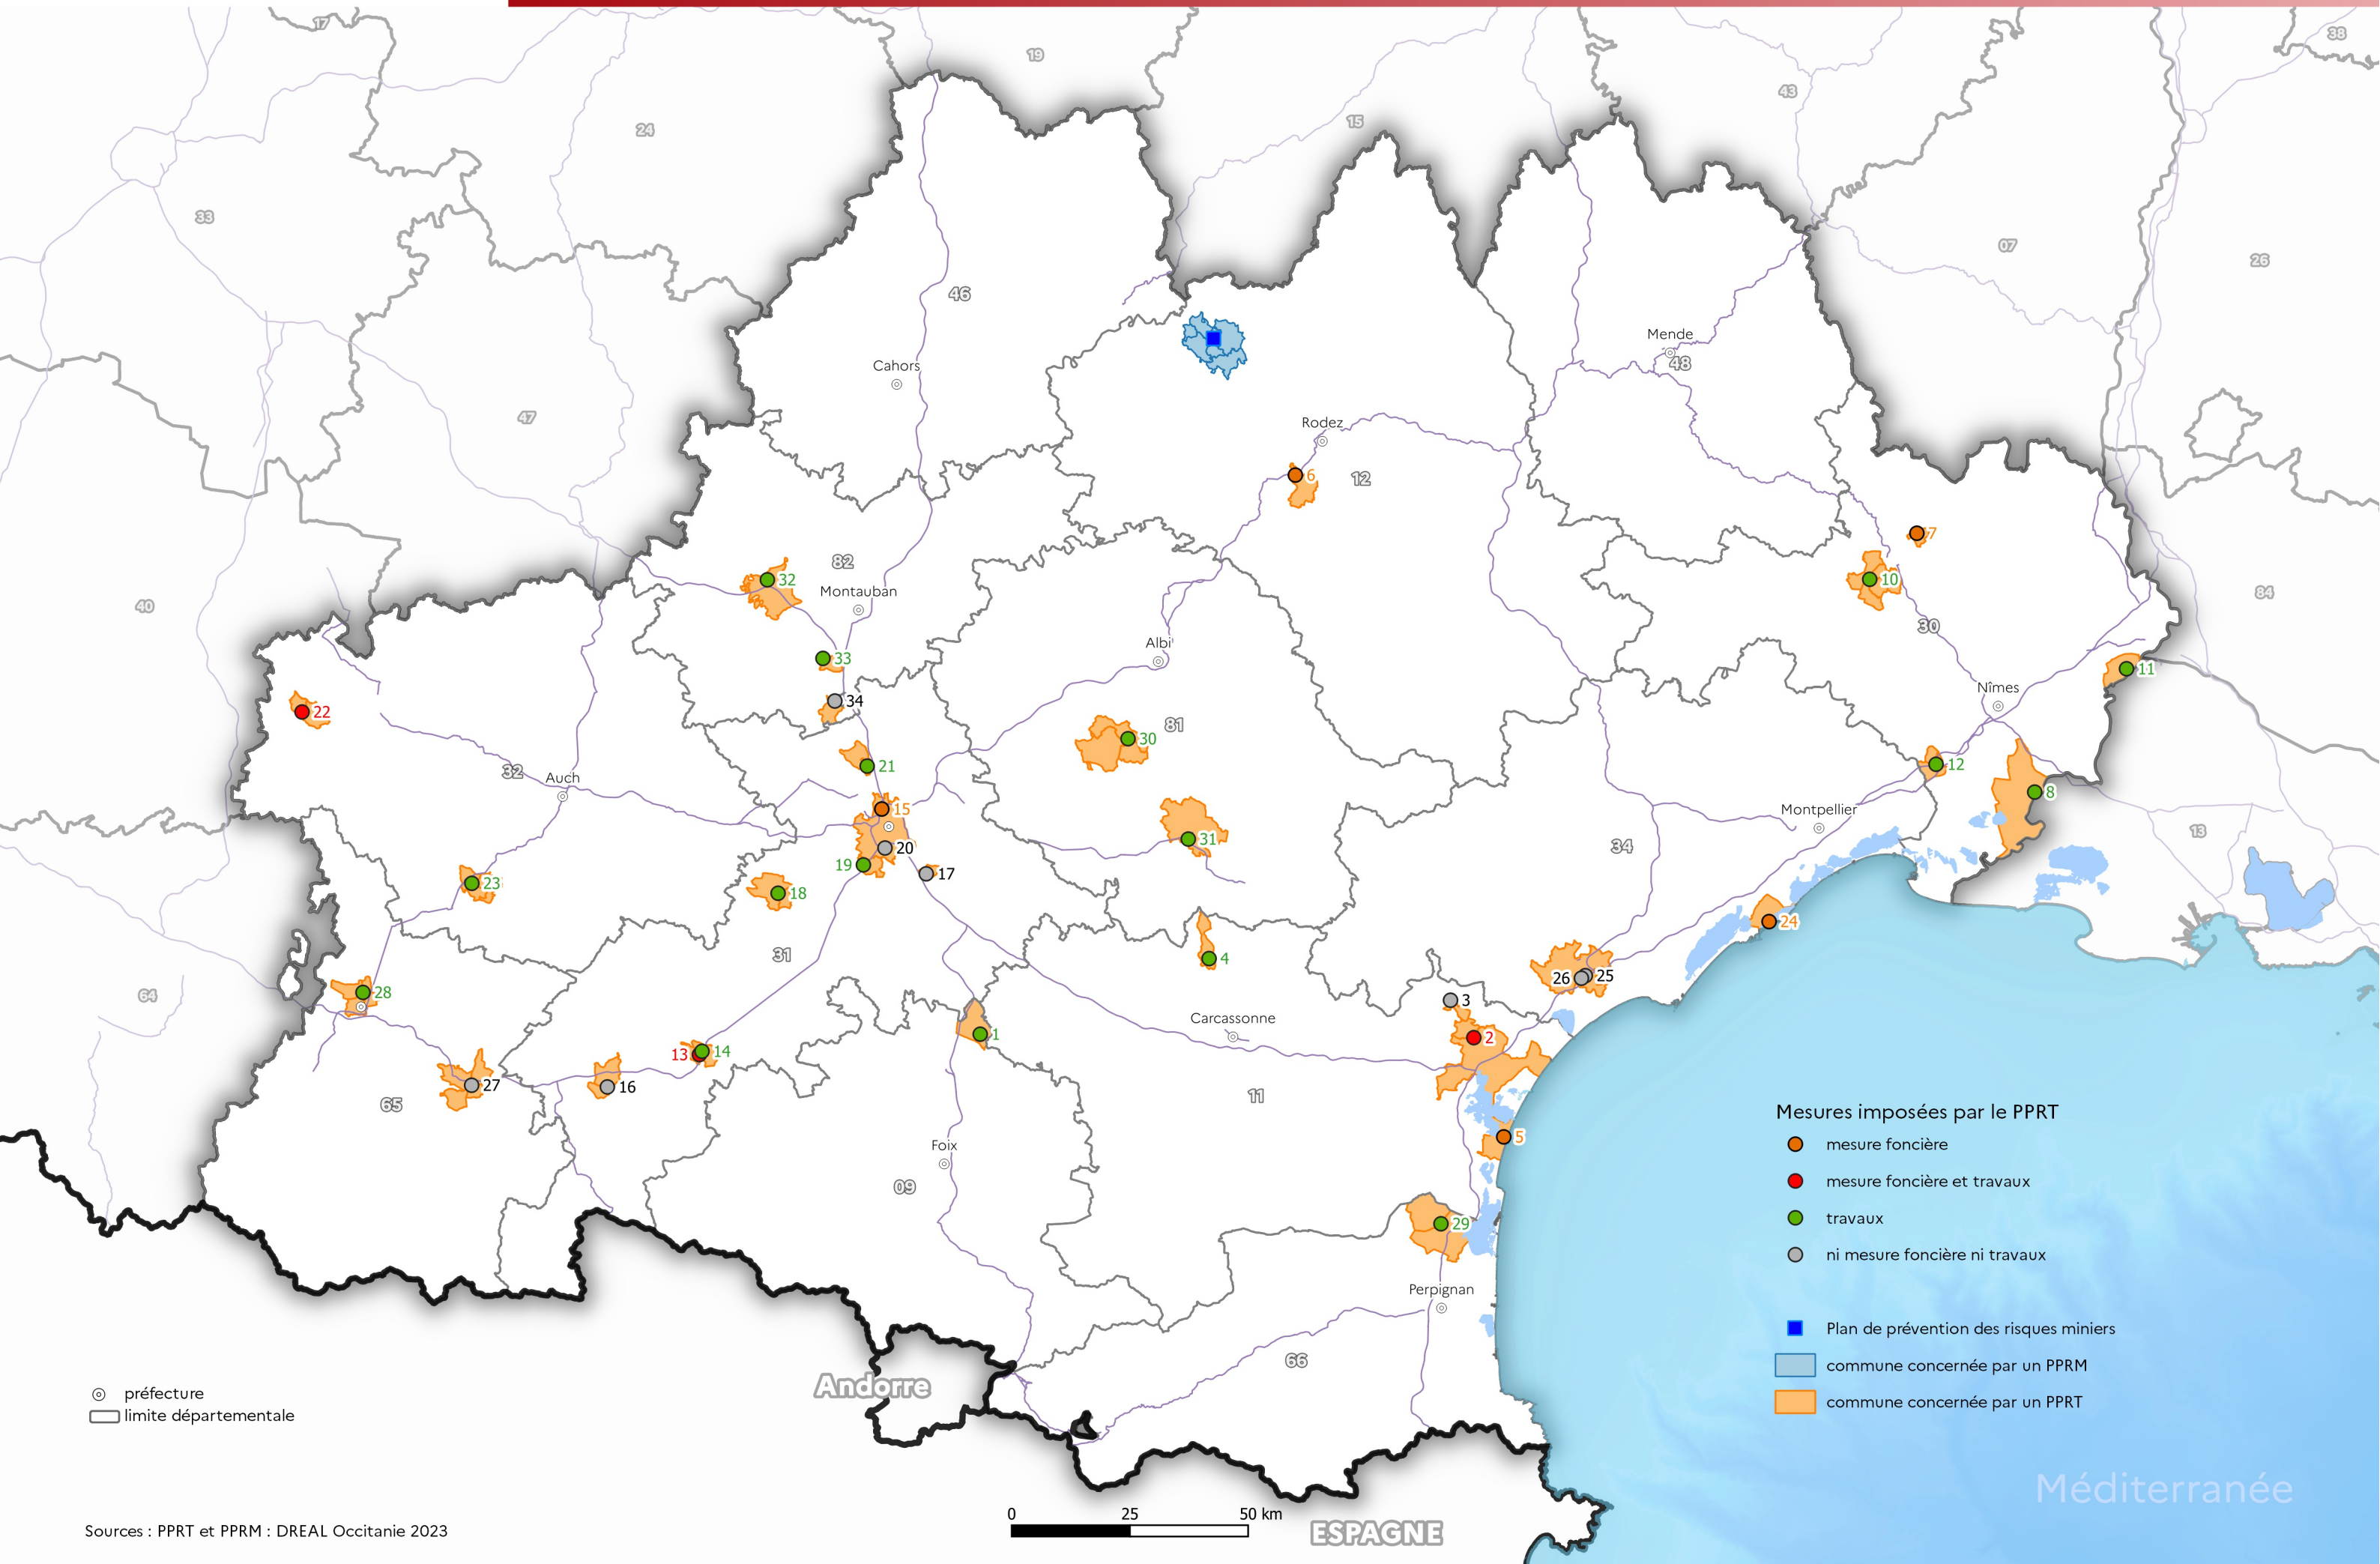 17
19
38
43
24
15
33
07
26
46
Mende
48
Cahors
47
Rodez
6
12
7
82
32
10
Montauban
40
84
30
Albi
33
11
Nîmes
34
22
81
30
21
32
Auch
12
8
15
Montpellier
13
20
31
34
19
17
23
18
24
31
4
28
64
26
25
3
Carcassonne
1
2
13
14
27
16
65
11
5
Foix
09
29
Perpignan
66
Andorre
Mesures imposées par le PPRT
mesure foncière
mesure foncière et travaux
travaux
ni mesure foncière ni travaux
Plan de prévention des risques miniers
commune concernée par un PPRM
commune concernée par un PPRT
préfecture
limite départementale
Méditerranée
0 25 50 km
Sources : PPRT et PPRM : DREAL Occitanie 2023
ESPAGNE